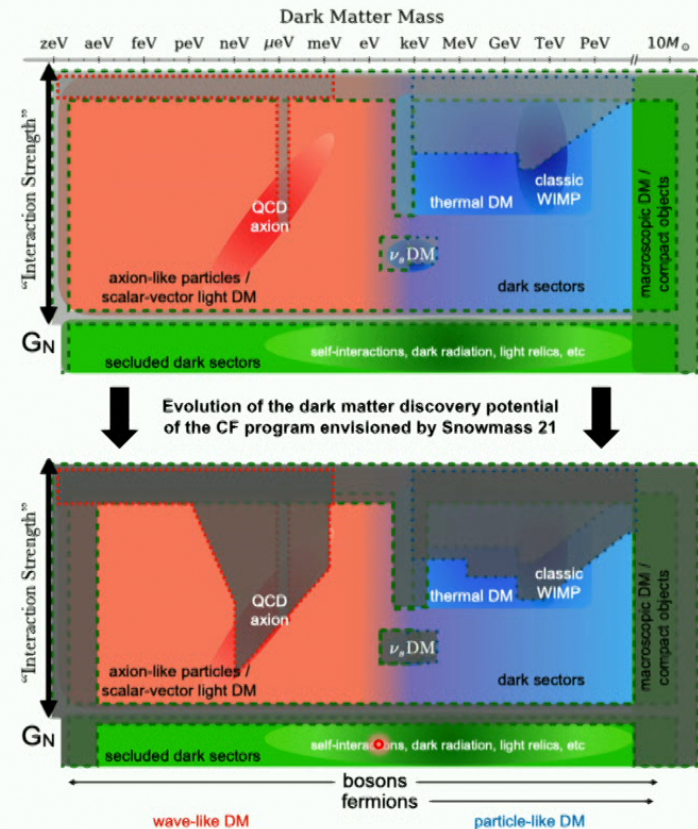 Dark Matter Mass
zeV aeV feV peV neV μeV meV eV keV MeV GeV TeV PeV 10M⊙
"Interaction Strength"
QCD
axion
thermal DM
classic
WIMP
νₛDM
axion-like particles /
scalar-vector light DM
dark sectors
macroscopic DM /
compact objects
GN
secluded dark sectors
self-interactions, dark radiation, light relics, etc
Evolution of the dark matter discovery potential
of the CF program envisioned by Snowmass 21
"Interaction Strength"
QCD
axion
thermal DM
classic
WIMP
νₛDM
axion-like particles /
scalar-vector light DM
dark sectors
macroscopic DM /
compact objects
GN
secluded dark sectors
self-interactions, dark radiation, light relics, etc
bosons
fermions
wave-like DM particle-like DM